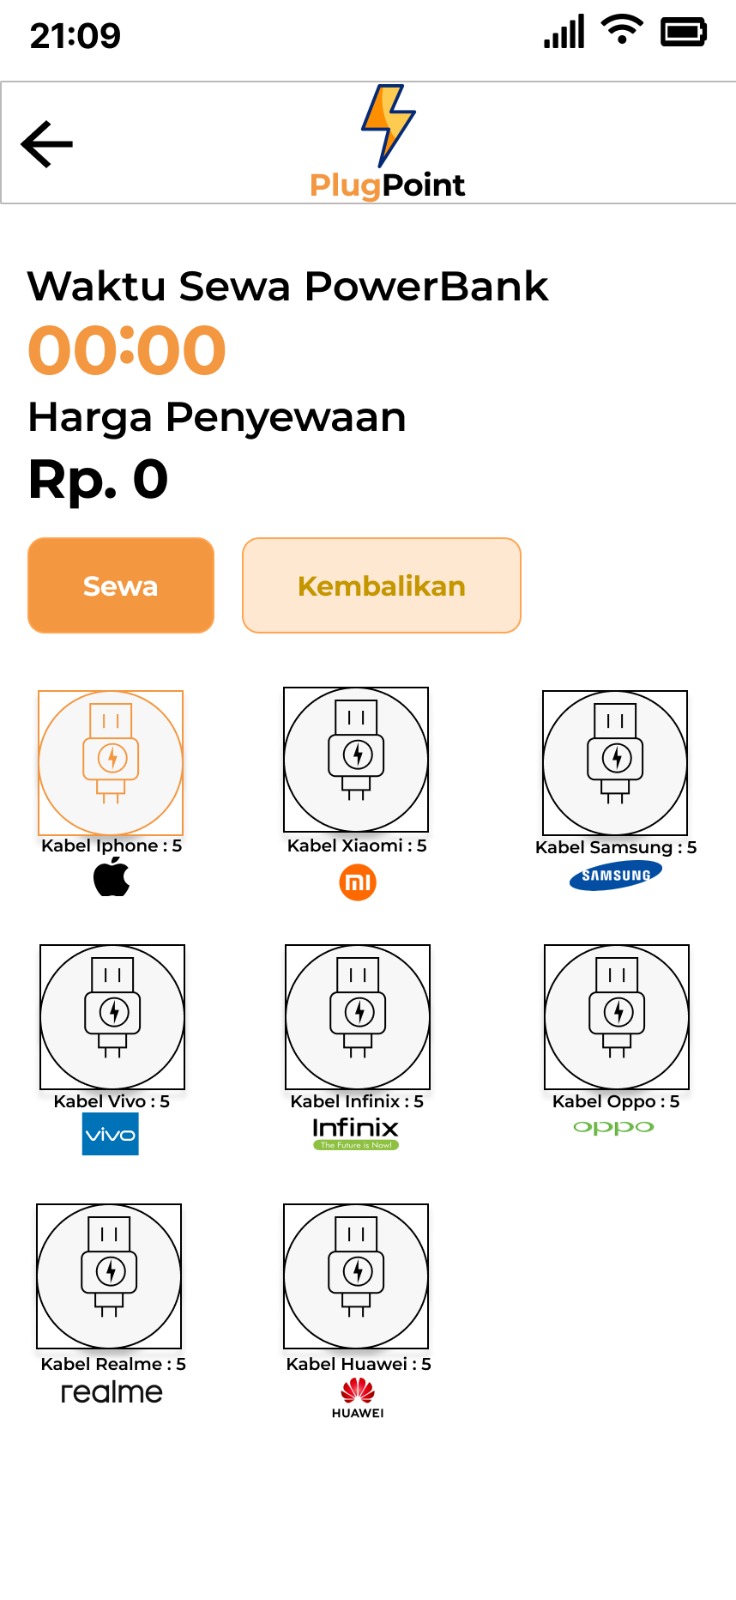 21:09
PlugPoint
Waktu Sewa PowerBank
00:00
Harga Penyewaan
Rp. 0
Sewa
Kembalikan
Kabel Iphone : 5
Kabel Xiaomi : 5
Kabel Samsung : 5
mi
SAMSUNG
Kabel Vivo : 5
Kabel Infinix : 5
Kabel Oppo : 5
vivo
Infinix
The Future is Now!
oppo
Kabel Realme : 5
Kabel Huawei : 5
realme
HUAWEI